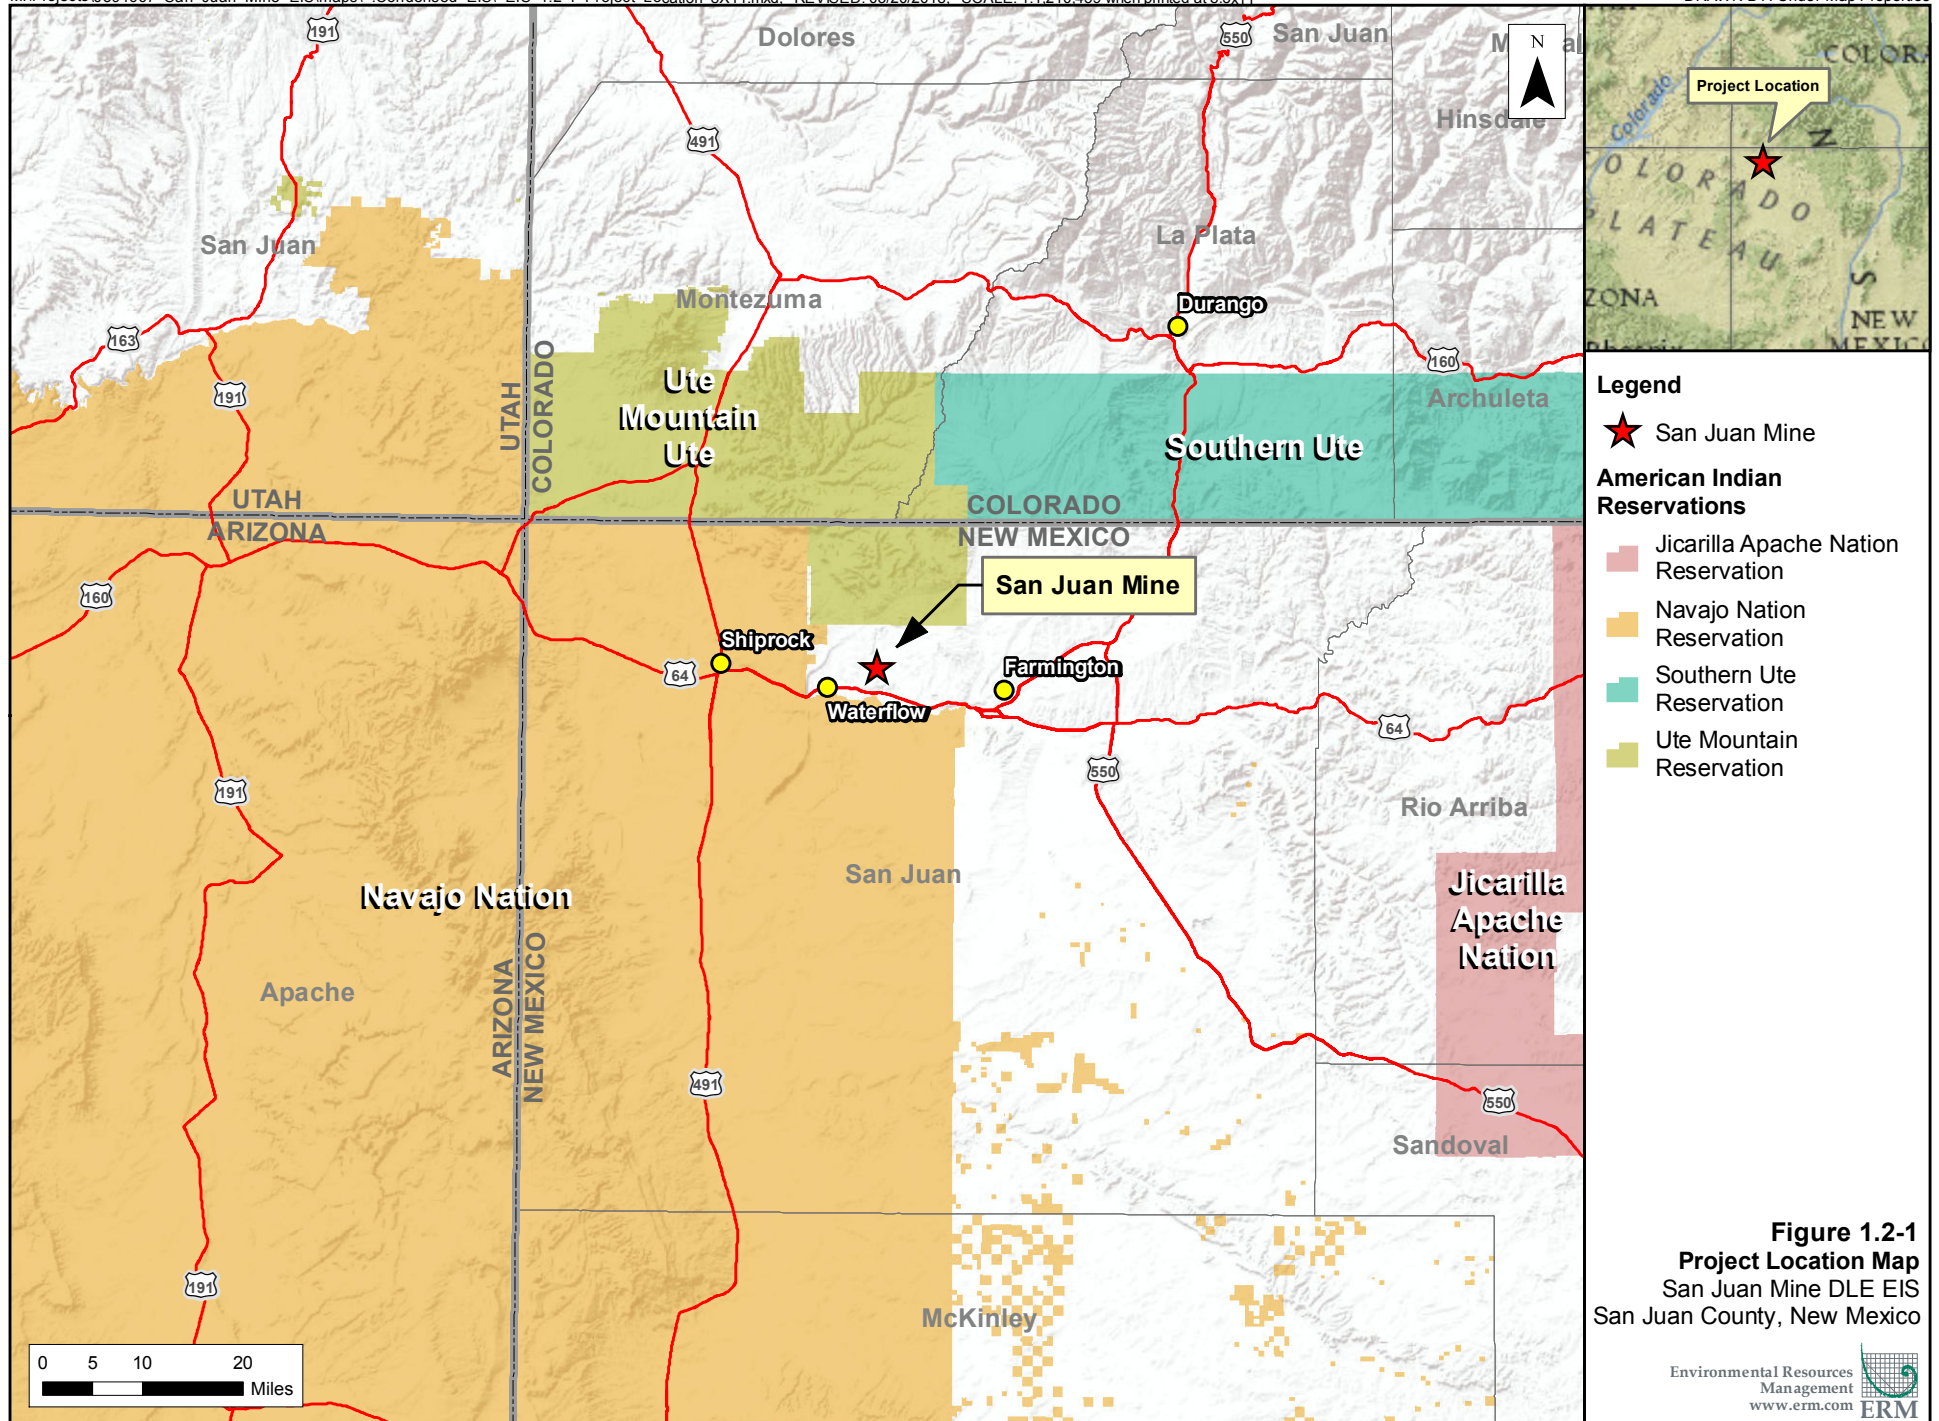 191
Dolores
550
San Juan
N
491
Hinsdale
San Juan
La Plata
Montezuma
Durango
163
160
191
UTAH
COLORADO
Ute
Mountain
Ute
Archuleta
Southern Ute
UTAH
ARIZONA
COLORADO
NEW MEXICO
San Juan Mine
160
Shiprock
64
Waterflow
Farmington
64
191
550
Rio Arriba
San Juan
Navajo Nation
Jicarilla
Apache
Nation
Apache
ARIZONA
NEW MEXICO
491
550
Sandoval
191
McKinley
0 5 10 20
Miles
Project Location
Colorado
COLOR
OLORADO
PLATEAU
ZONA
NEW
MEXIC
N
S
Legend
San Juan Mine
American Indian
Reservations
Jicarilla Apache Nation
Reservation
Navajo Nation
Reservation
Southern Ute
Reservation
Ute Mountain
Reservation
Figure 1.2-1
Project Location Map
San Juan Mine DLE EIS
San Juan County, New Mexico
Environmental Resources
Management
www.erm.com
ERM